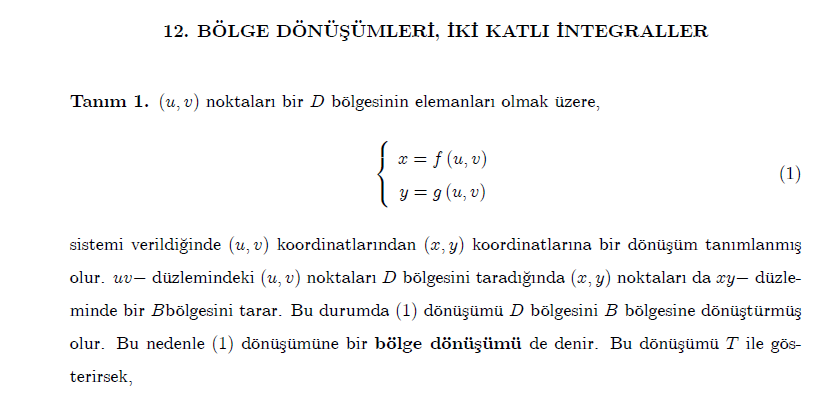 12. BÖLGE DÖNÜŞÜMLERİ, İKİ KATLI İNTEGRALLER
Tanım 1. (u, v) noktaları bir D bölgesinin elemanları olmak üzere,
{ x = f (u, v)
y = g (u, v)
(1)
sistemi verildiğinde (u, v) koordinatlarından (x, y) koordinatlarına bir dönüşüm tanımlanmış
olur. uv− düzlemindeki (u, v) noktaları D bölgesini taradığında (x, y) noktaları da xy− düzle-
minde bir Bbölgesini tarar. Bu durumda (1) dönüşümü D bölgesini B bölgesine dönüştürmüş
olur. Bu nedenle (1) dönüşümüne bir bölge dönüşümü de denir. Bu dönüşümü T ile gös-
terirsek,